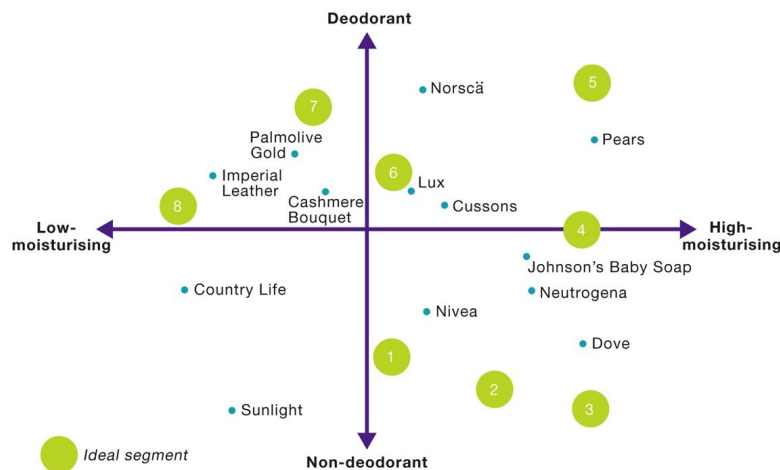 Deodorant
5
Norscä
7
Palmolive
Gold
Pears
Imperial
Leather
6
Lux
Cashmere
Bouquet
8
Cussons
Low-
moisturising
4
High-
moisturising
Johnson's Baby Soap
Country Life
Neutrogena
Nivea
1
Dove
2
3
Sunlight
Ideal segment
Non-deodorant